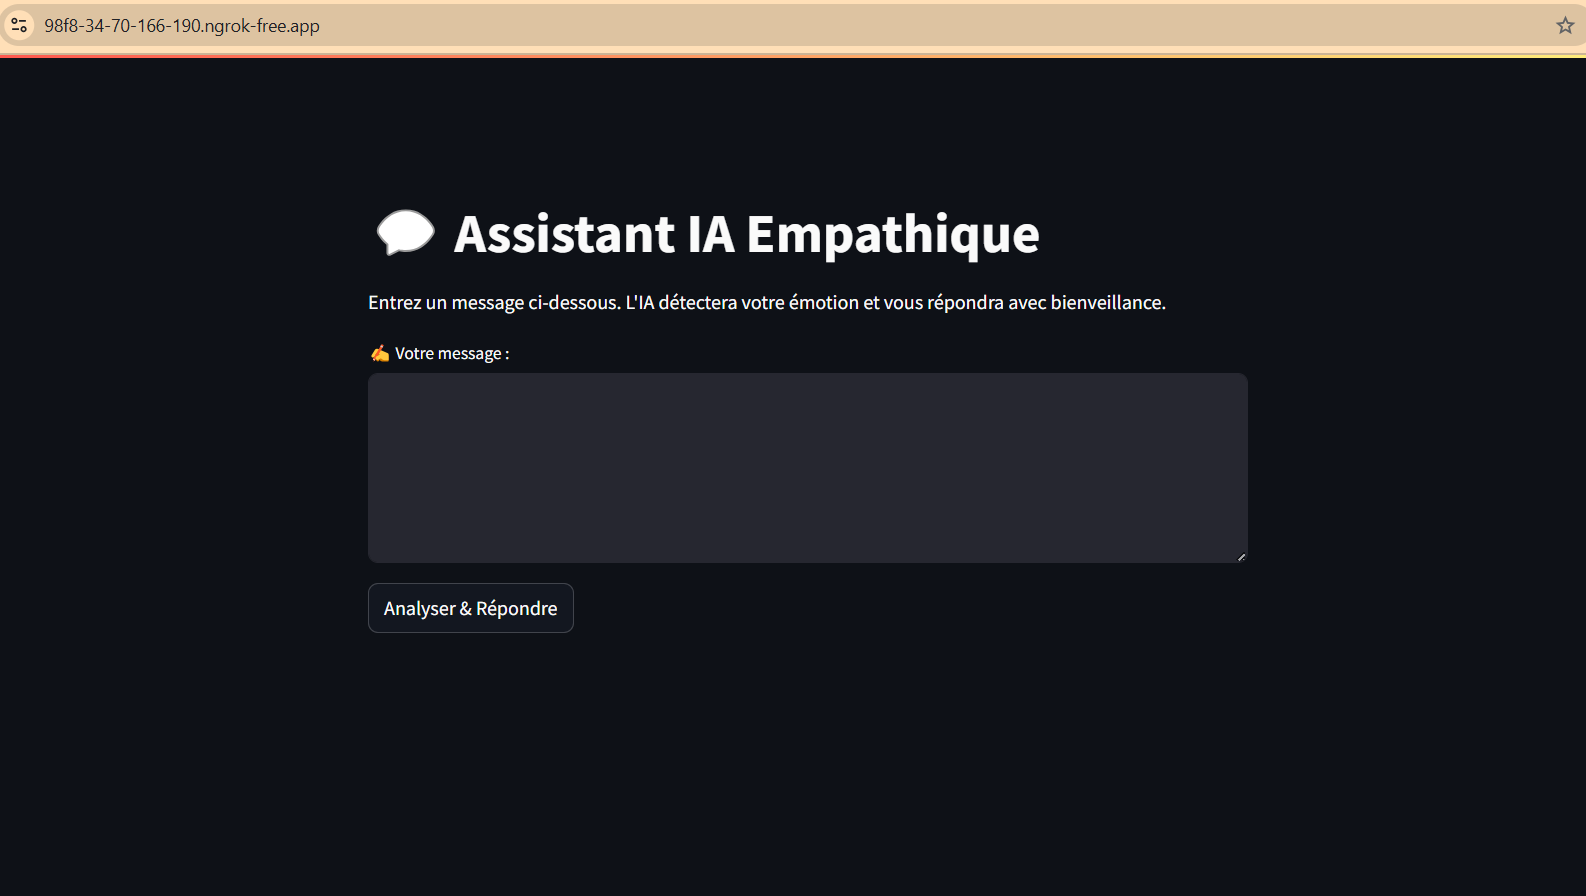 98f8-34-70-166-190.ngrok-free.app
💬 Assistant IA Empathique
Entrez un message ci-dessous. L'IA détectera votre émotion et vous répondra avec bienveillance.
✍️ Votre message :
Analyser & Répondre